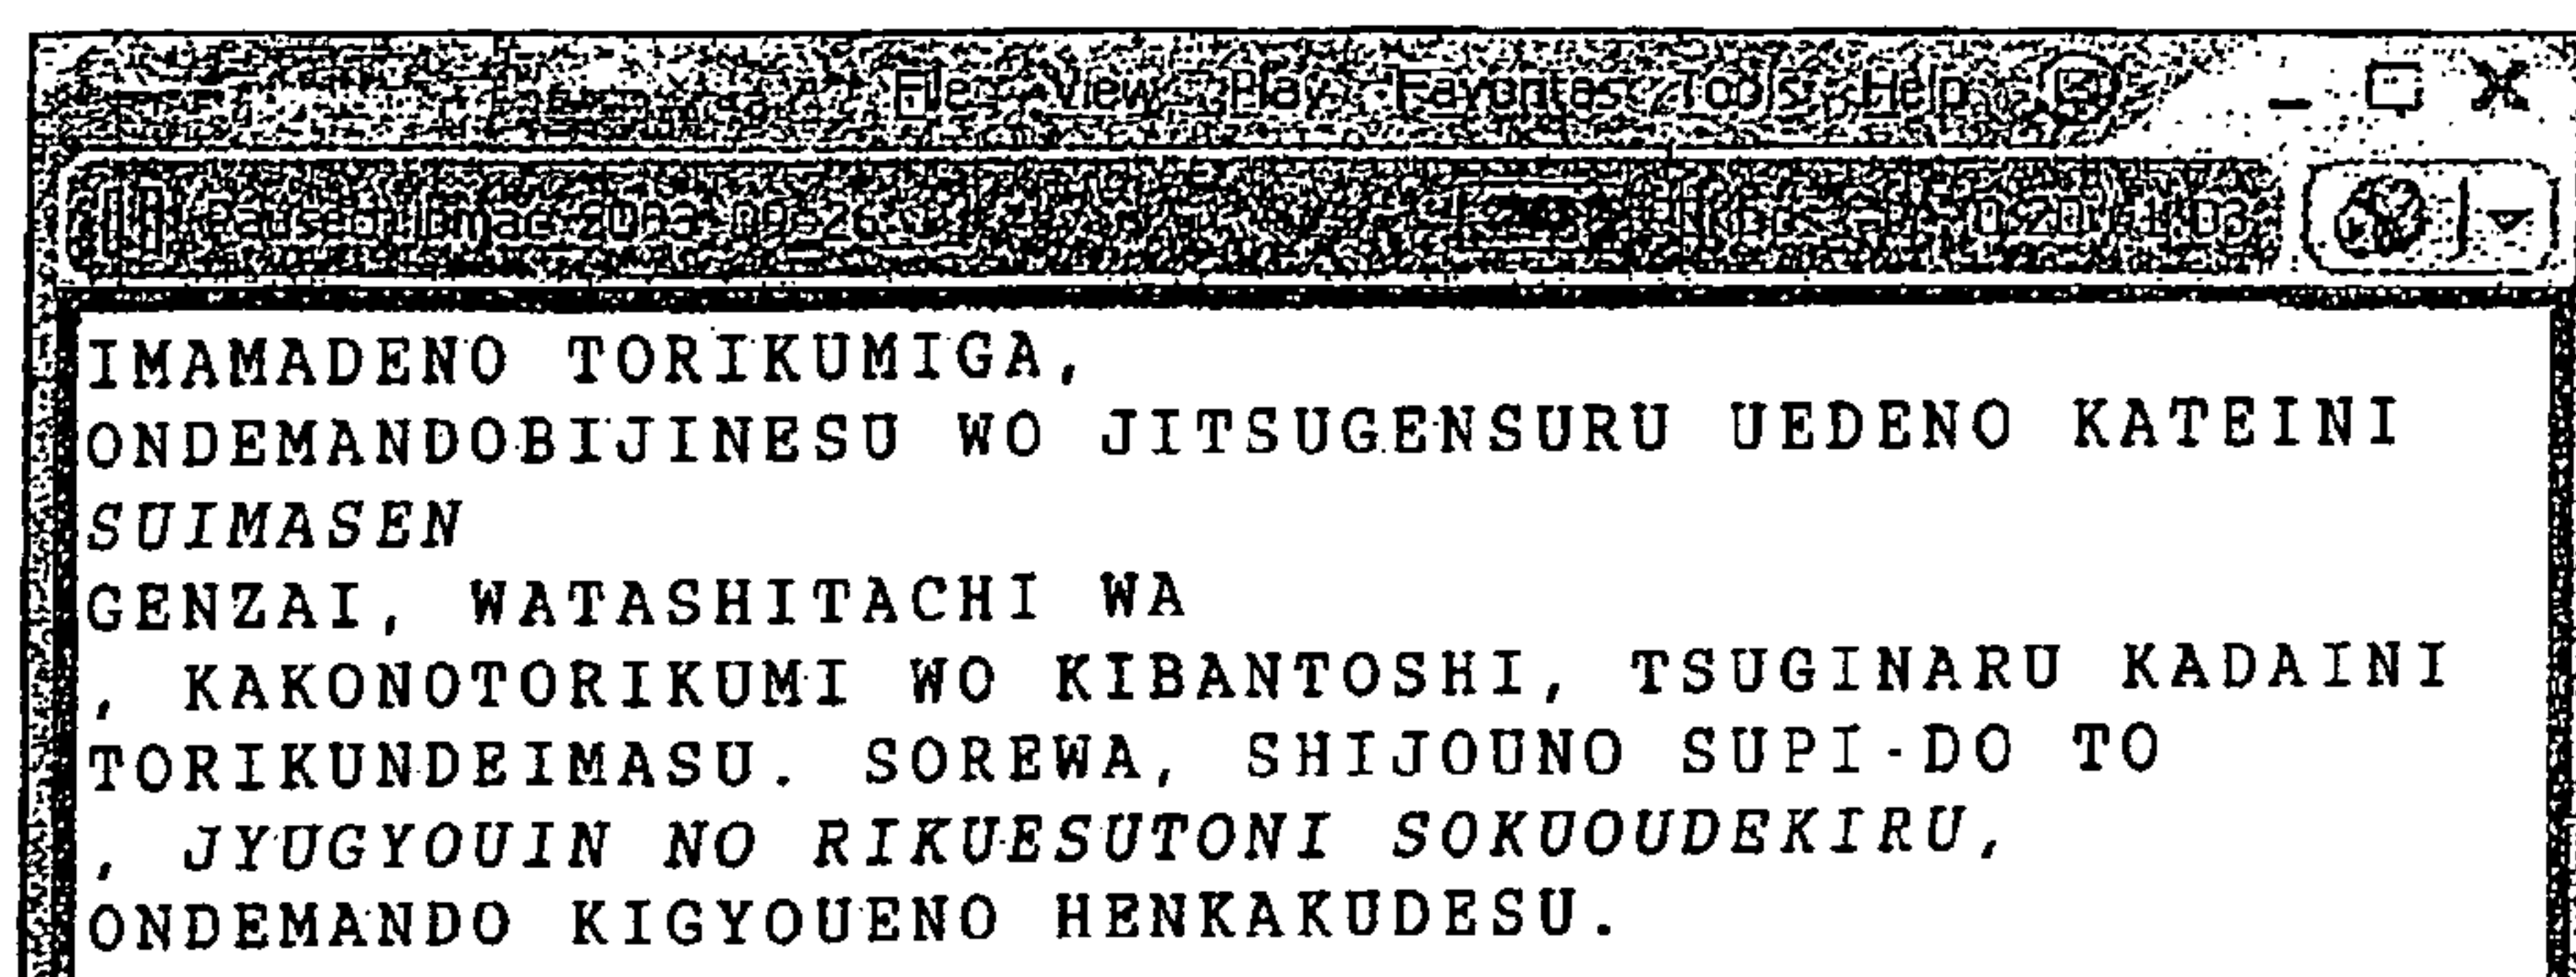 File View Play Favorites Tools Help
Paused
IMAMADENO TORIKUMIGA,
ONDEMANDOBIJINESU WO JITSUGENSURU UEDENO KATEINI
SUIMASEN
GENZAI, WATASHITACHI WA
, KAKONOTORIKUMI WO KIBANTOSHI, TSUGINARU KADAINI
TORIKUNDEIMASU. SOREWA, SHIJOUNO SUPI-DO TO
, JYUGYOUIN NO RIKUESUTONI SOKUOUDEKIRU,
ONDEMANDO KIGYOUENO HENKAKUDESU.